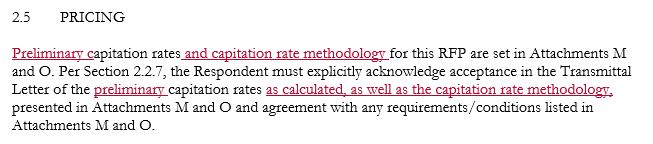 2.5 PRICING
Preliminary capitation rates and capitation rate methodology for this RFP are set in Attachments M
and O. Per Section 2.2.7, the Respondent must explicitly acknowledge acceptance in the Transmittal
Letter of the preliminary capitation rates as calculated, as well as the capitation rate methodology,
presented in Attachments M and O and agreement with any requirements/conditions listed in
Attachments M and O.